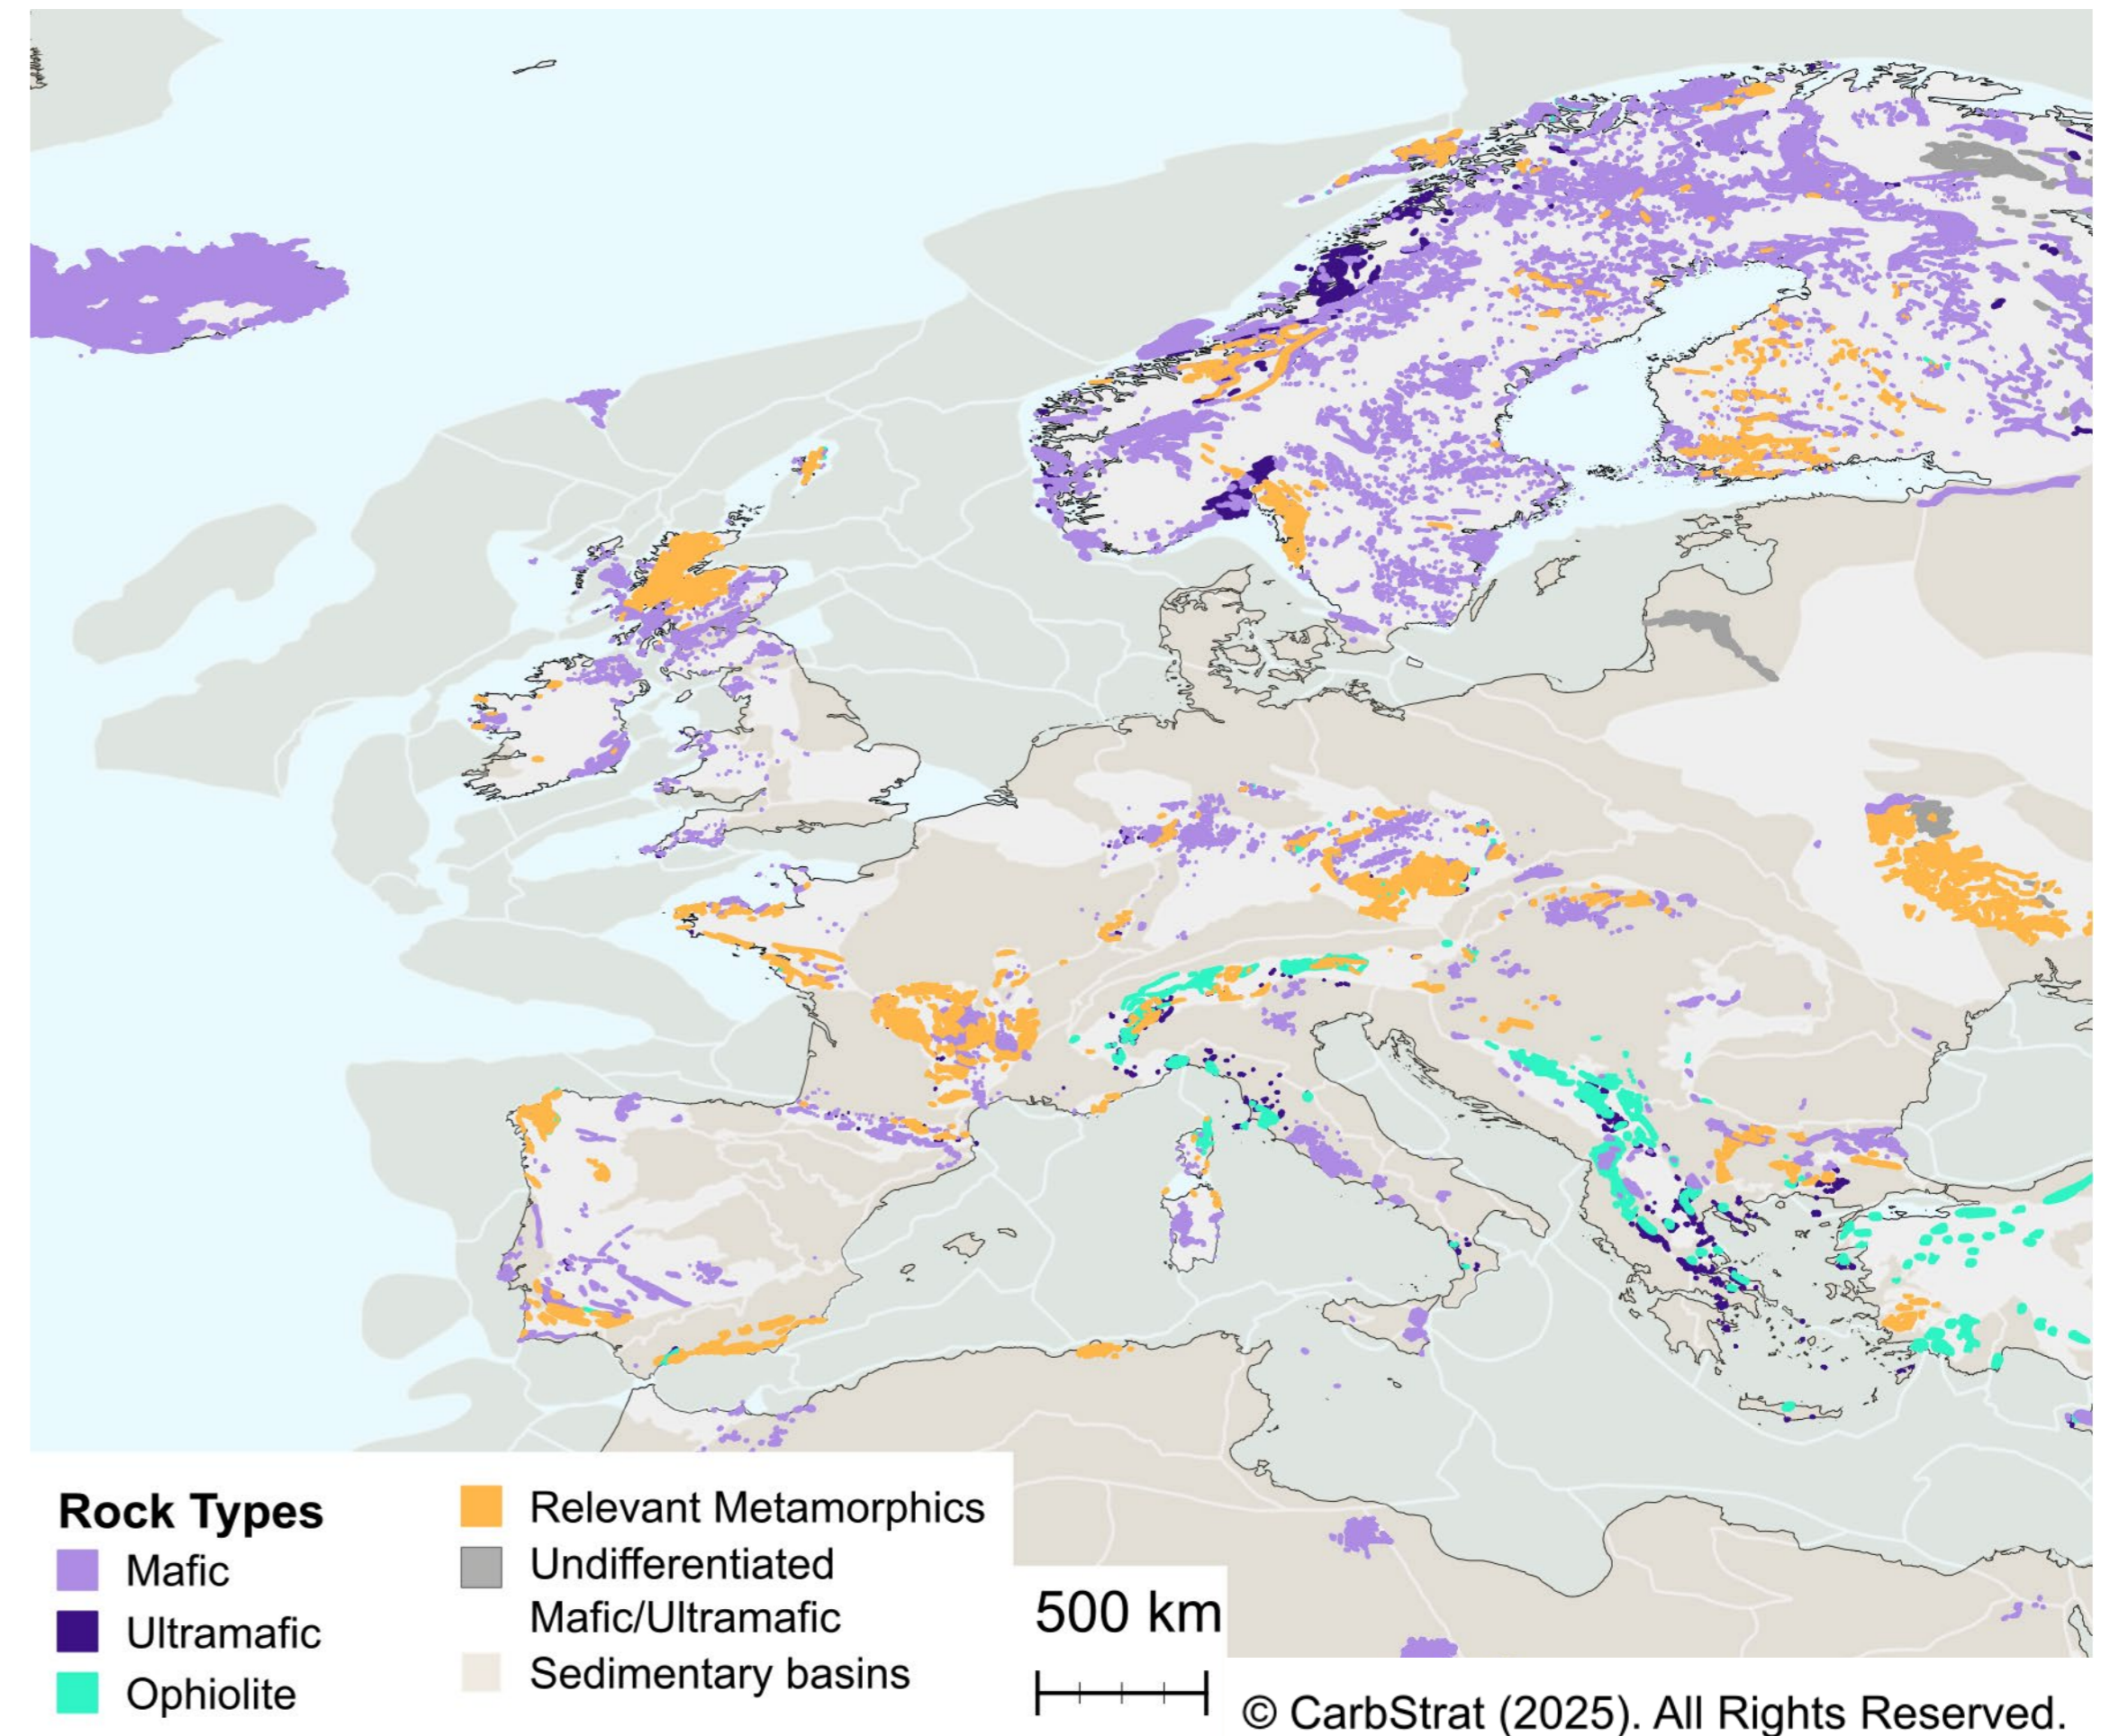 Rock Types
Mafic
Ultramafic
Ophiolite
Relevant Metamorphics
Undifferentiated
Mafic/Ultramafic
Sedimentary basins
500 km
© CarbStrat (2025). All Rights Reserved.